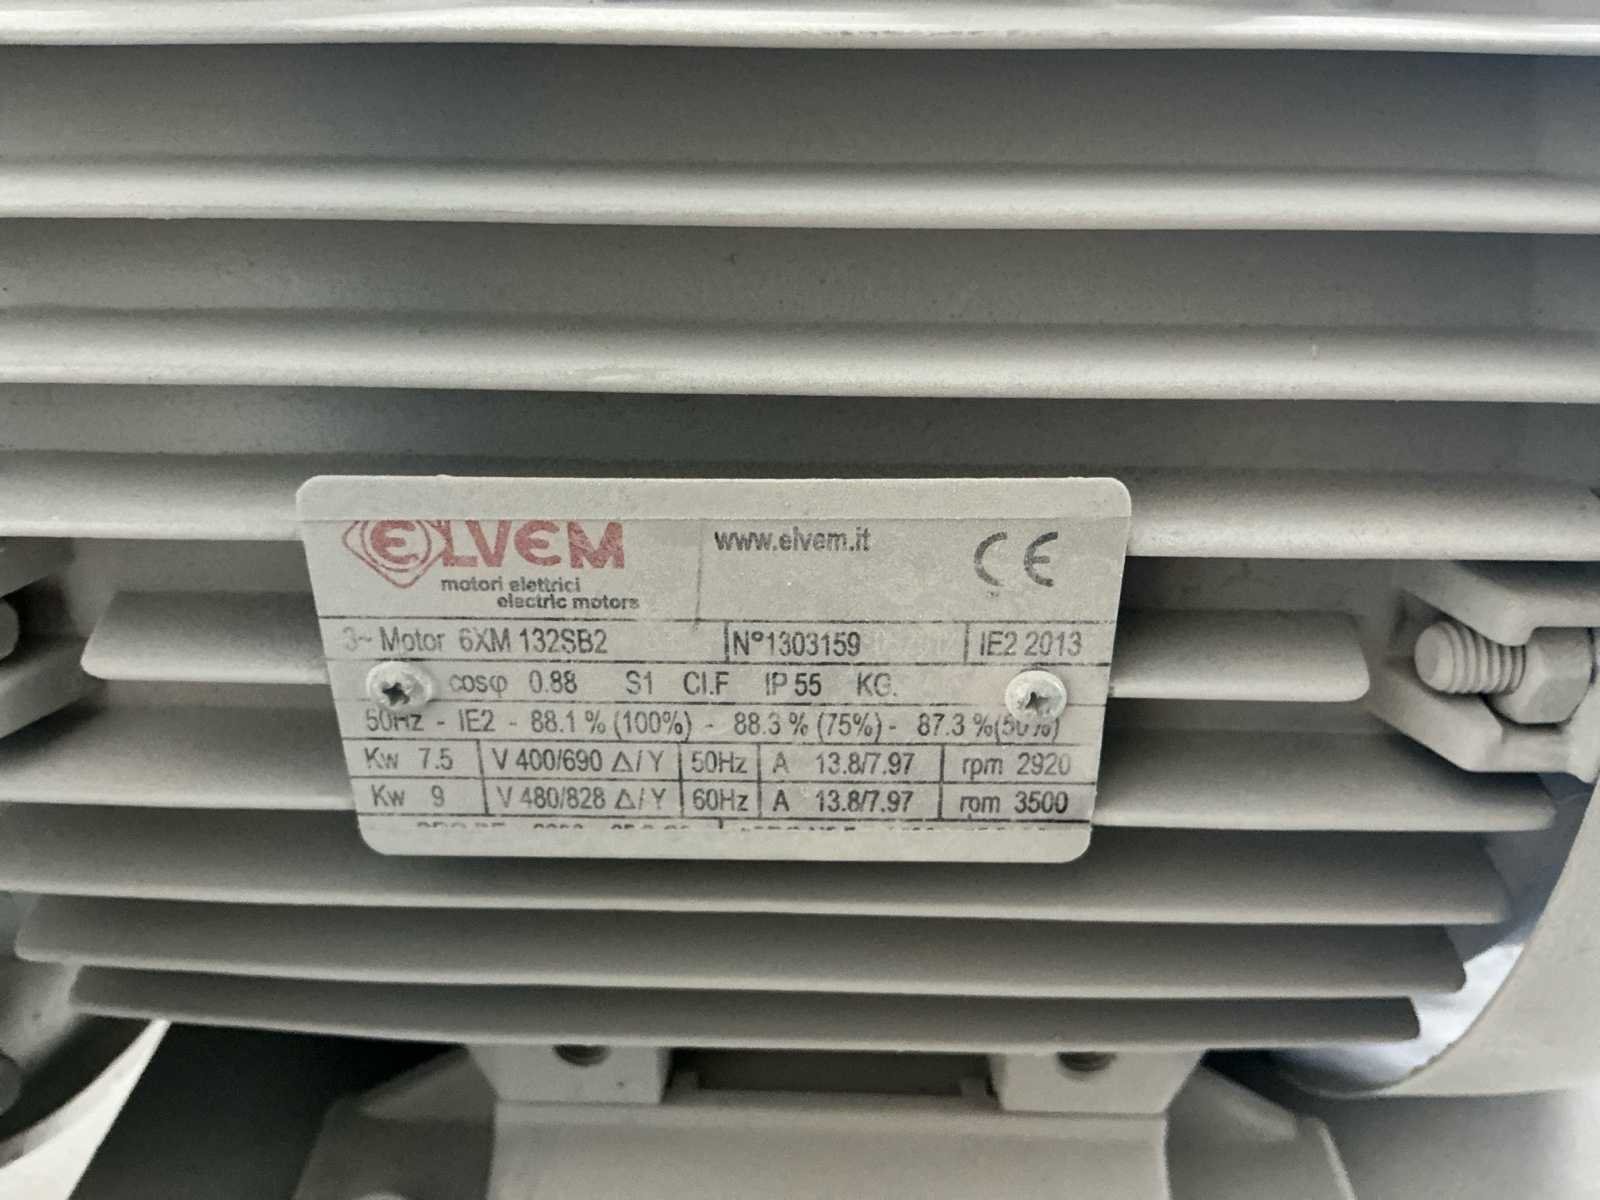 ELVEM www.elvem.it CE
motori elettrici
electric motors
3~ Motor 6XM 132SB2 Nº1303159 IE2 2013
cosφ 0.88 S1 Cl.F IP 55 KG.
50Hz - IE2 - 88.1 % (100%) - 88.3 % (75%) - 87.3 %(50%)
Kw 7.5 V 400/690 Δ/Y 50Hz A 13.8/7.97 rpm 2920
Kw 9 V 480/828 Δ/Y 60Hz A 13.8/7.97 rpm 3500